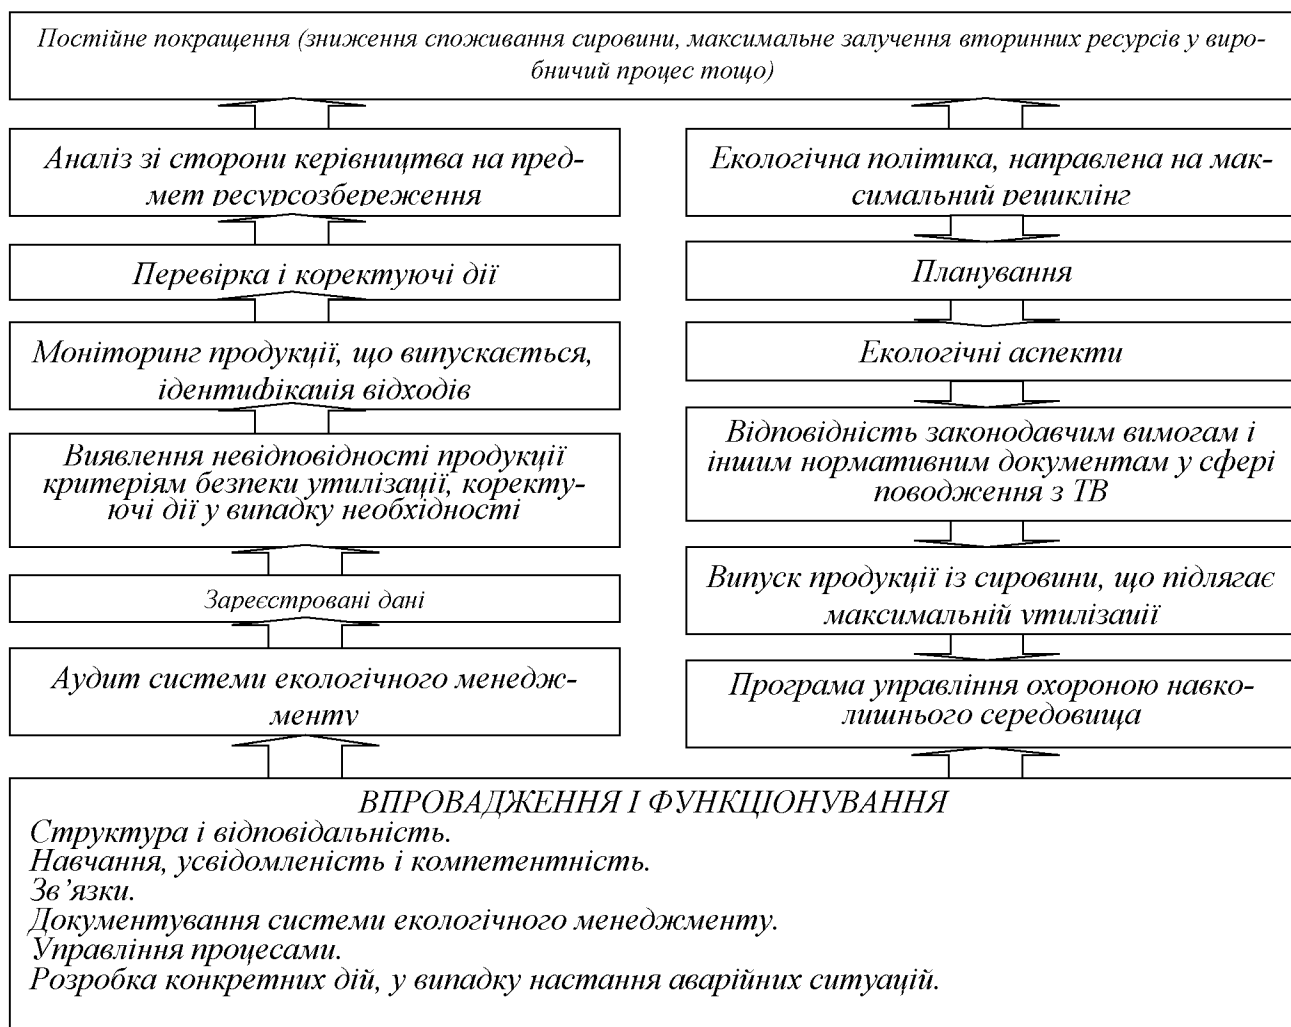 Постійне покращення (зниження споживання сировини, максимальне залучення вторинних ресурсів у виро-
бничий процес тощо)
Аналіз зі сторони керівництва на пред-
мет ресурсозбереження
Перевірка і коректуючі дії
Моніторинг продукції, що випускається,
ідентифікація відходів
Виявлення невідповідності продукції
критеріям безпеки утилізації, коректу-
ючі дії у випадку необхідності
Зареєстровані дані
Аудит системи екологічного менедж-
менту
Екологічна політика, направлена на мак-
симальний рециклінг
Планування
Екологічні аспекти
Відповідність законодавчим вимогам і
іншим нормативним документам у сфері
поводження з ТВ
Випуск продукції із сировини, що підлягає
максимальній утилізації
Програма управління охороною навко-
лишнього середовища
ВПРОВАДЖЕННЯ І ФУНКЦІОНУВАННЯ
Структура і відповідальність.
Навчання, усвідомленість і компетентність.
Зв’язки.
Документування системи екологічного менеджменту.
Управління процесами.
Розробка конкретних дій, у випадку настання аварійних ситуацій.